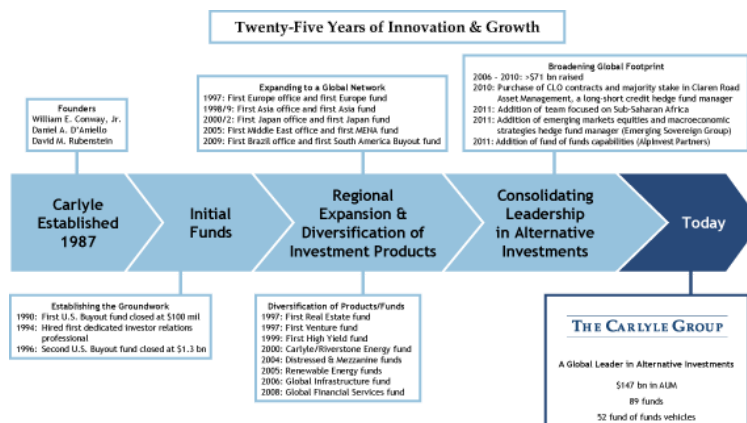 Twenty-Five Years of Innovation & Growth
Founders
William E. Conway, Jr.
Daniel A. D'Aniello
David M. Rubenstein
Expanding to a Global Network
1997: First Europe office and first Europe fund
1998/9: First Asia office and first Asia fund
2000/2: First Japan office and first Japan fund
2005: First Middle East office and first MENA fund
2009: First Brazil office and first South America Buyout fund
Broadening Global Footprint
2006 - 2010: >$71 bn raised
2010: Purchase of CLO contracts and majority stake in Claren Road
Asset Management, a long-short credit hedge fund manager
2011: Addition of team focused on Sub-Saharan Africa
2011: Addition of emerging markets equities and macroeconomic
strategies hedge fund manager (Emerging Sovereign Group)
2011: Addition of fund of funds capabilities (AlpInvest Partners)
Carlyle
Established
1987
Initial
Funds
Regional
Expansion &
Diversification of
Investment Products
Consolidating
Leadership
in Alternative
Investments
Today
Establishing the Groundwork
1990: First U.S. Buyout fund closed at $100 mil
1994: Hired first dedicated investor relations
professional
1996: Second U.S. Buyout fund closed at $1.3 bn
Diversification of Products/Funds
1997: First Real Estate fund
1997: First Venture fund
1999: First High Yield fund
2000: Carlyle/Riverstone Energy fund
2004: Distressed & Mezzanine funds
2005: Renewable Energy funds
2006: Global Infrastructure fund
2008: Global Financial Services fund
THE CARLYLE GROUP
A Global Leader in Alternative Investments
$147 bn in AUM
89 funds
52 fund of funds vehicles